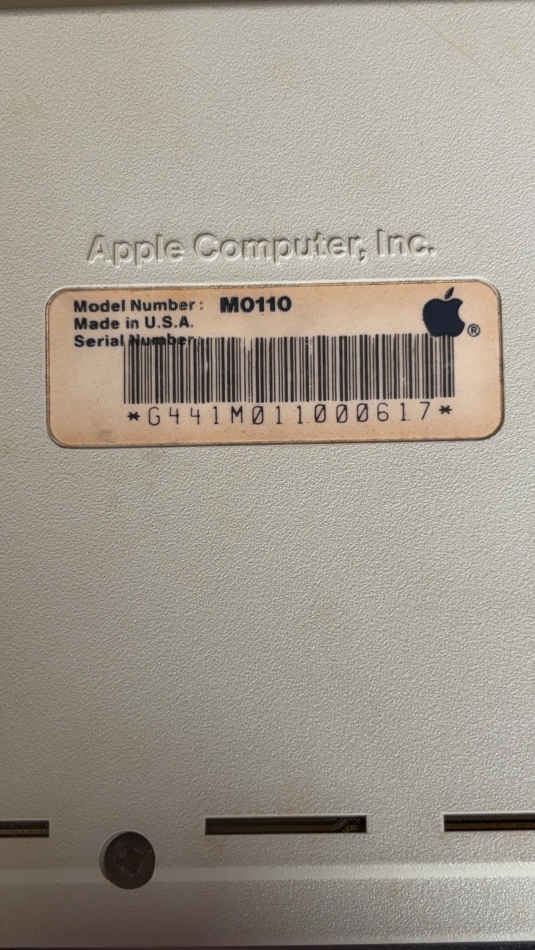 Apple Computer, Inc.
Model Number: M0110
Made in U.S.A.
Serial Number:
®
*G441M011000617*